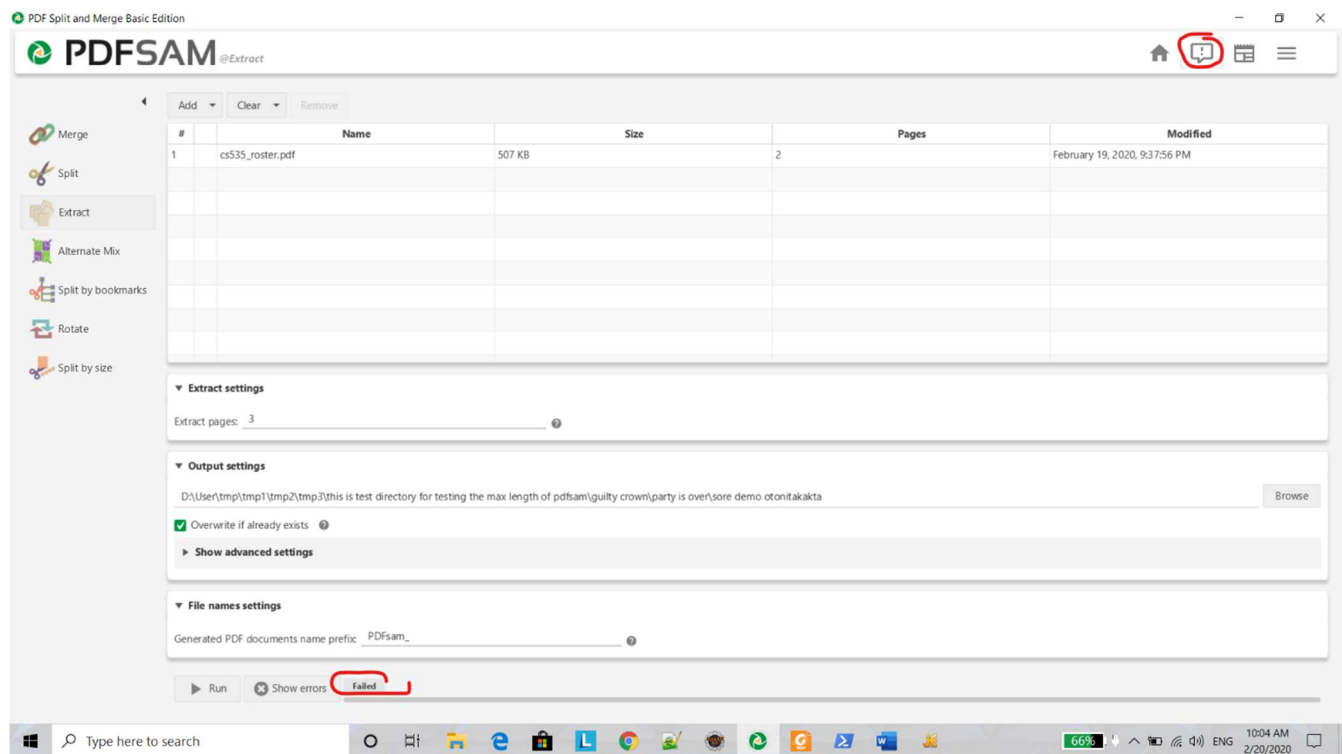 PDF Split and Merge Basic Edition
PDFSAM @Extract
Add Clear Remove
Merge
Split
Extract
Alternate Mix
Split by bookmarks
Rotate
Split by size
# Name Size Pages Modified
1 cs535_roster.pdf 507 KB 2 February 19, 2020, 9:37:56 PM
Extract settings
Extract pages: 3
Output settings
D:\User\tmp\tmp1\tmp2\tmp3\this is test directory for testing the max length of pdfsam\guilty crown\party is over\sore demo otonitakakta
Browse
Overwrite if already exists
Show advanced settings
File names settings
Generated PDF documents name prefix: PDFsam_
Run Show errors Failed
Type here to search
66% ENG 10:04 AM
2/20/2020